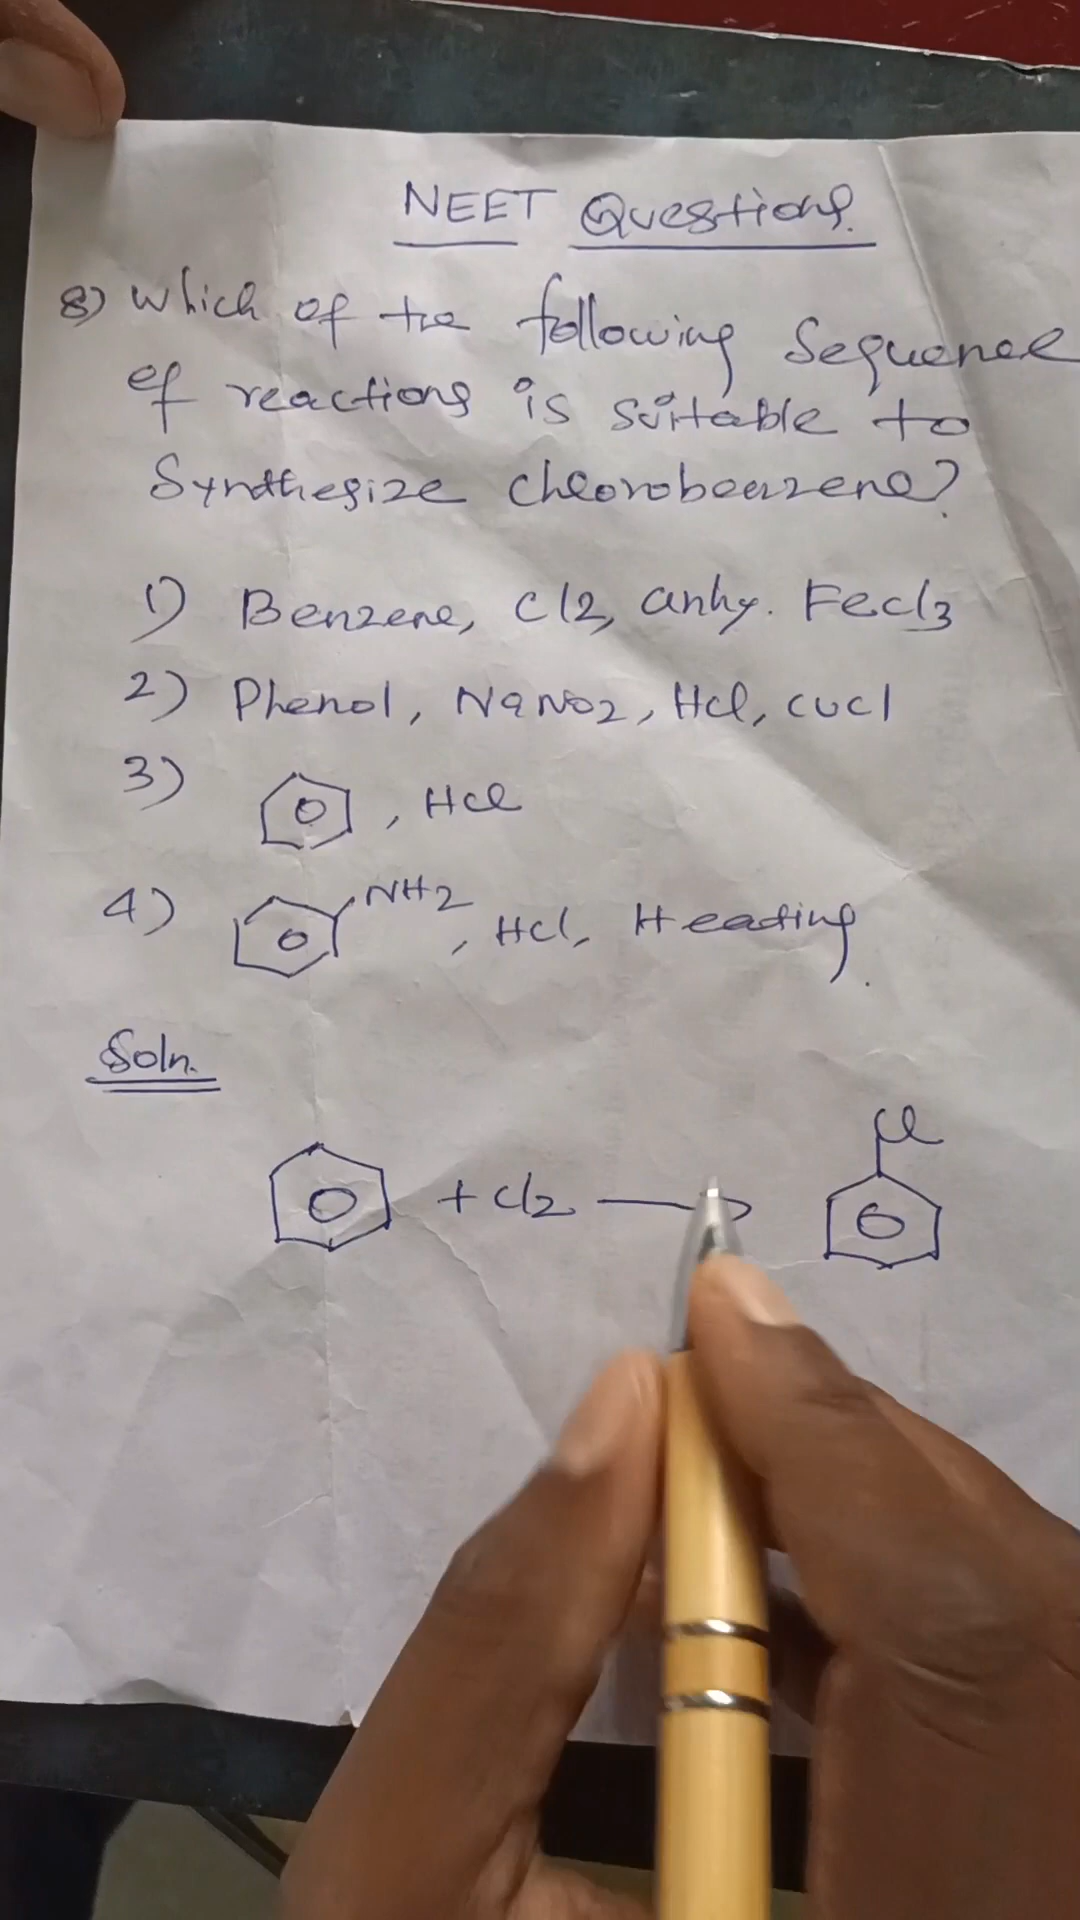 NEET Questions.
8) Which of the following Sequence
of reactions is suitable to
Synthesize chlorobenzene?
1) Benzene, Cl2, anhy. FeCl3
2) Phenol, NaNO2, HCl, CuCl
3) , HCl
4) NH2, HCl, Heating.
Soln.
Cl
+ Cl2